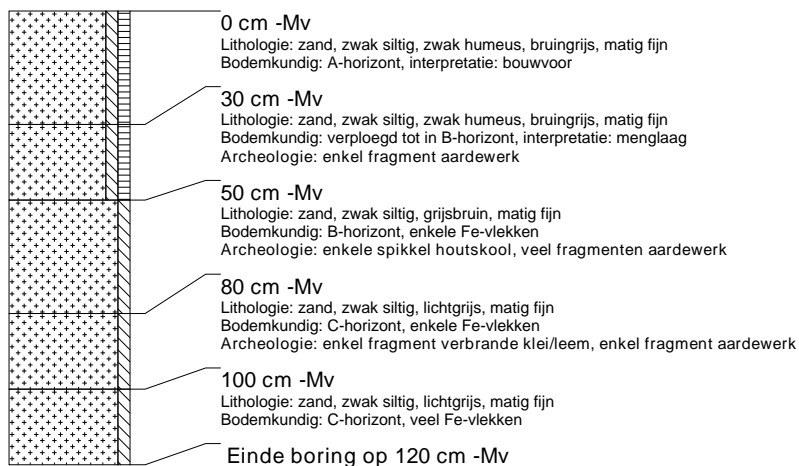 0 cm -Mv
Lithologie: zand, zwak siltig, zwak humeus, bruingrijs, matig fijn
Bodemkundig: A-horizont, interpretatie: bouwvoor
30 cm -Mv
Lithologie: zand, zwak siltig, zwak humeus, bruingrijs, matig fijn
Bodemkundig: verploegd tot in B-horizont, interpretatie: menglaag
Archeologie: enkel fragment aardewerk
50 cm -Mv
Lithologie: zand, zwak siltig, grijsbruin, matig fijn
Bodemkundig: B-horizont, enkele Fe-vlekken
Archeologie: enkele spikkel houtskool, veel fragmenten aardewerk
80 cm -Mv
Lithologie: zand, zwak siltig, lichtgrijs, matig fijn
Bodemkundig: C-horizont, enkele Fe-vlekken
Archeologie: enkel fragment verbrande klei/leem, enkel fragment aardewerk
100 cm -Mv
Lithologie: zand, zwak siltig, lichtgrijs, matig fijn
Bodemkundig: C-horizont, veel Fe-vlekken
Einde boring op 120 cm -Mv